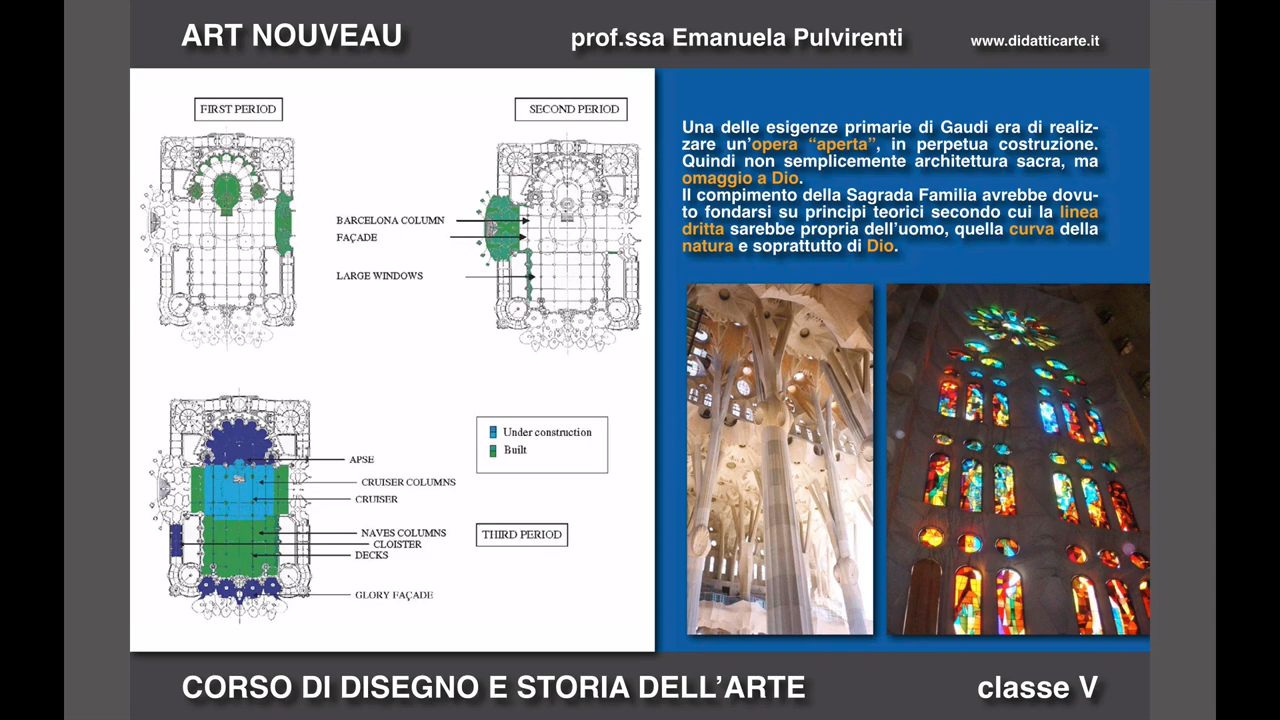 ART NOUVEAU
prof.ssa Emanuela Pulvirenti
www.didatticarte.it
FIRST PERIOD
SECOND PERIOD
BARCELONA COLUMN
FAÇADE
LARGE WINDOWS
Under construction
Built
APSE
CRUISER COLUMNS
CRUISER
NAVES COLUMNS
CLOISTER
DECKS
THIRD PERIOD
GLORY FAÇADE
Una delle esigenze primarie di Gaudi era di realiz-
zare un’opera “aperta”, in perpetua costruzione.
Quindi non semplicemente architettura sacra, ma
omaggio a Dio.
Il compimento della Sagrada Familia avrebbe dovu-
to fondarsi su principi teorici secondo cui la linea
dritta sarebbe propria dell’uomo, quella curva della
natura e soprattutto di Dio.
CORSO DI DISEGNO E STORIA DELL’ARTE
classe V